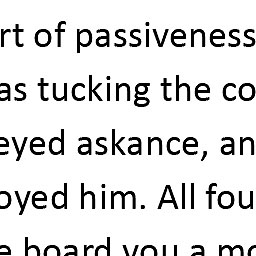 rt of passiveness
as tucking the co
eyed askance, an
oyed him. All fou
e board you a mo